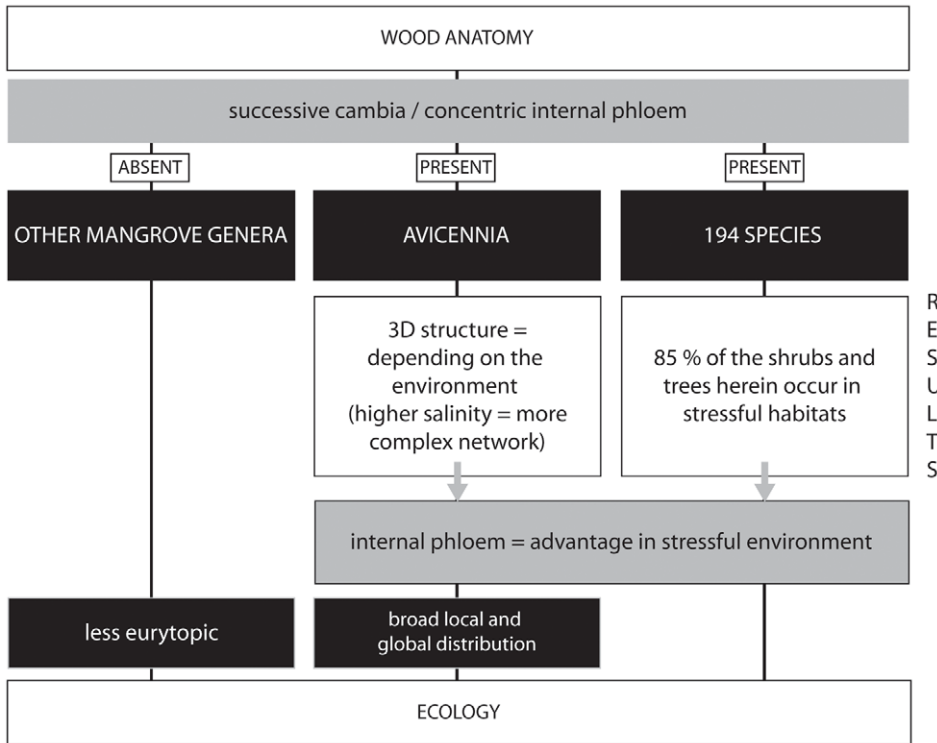 WOOD ANATOMY
successive cambia / concentric internal phloem
ABSENT
PRESENT
PRESENT
OTHER MANGROVE GENERA
AVICENNIA
194 SPECIES
3D structure =
depending on the
environment
(higher salinity = more
complex network)
85 % of the shrubs and
trees herein occur in
stressful habitats
R
E
S
U
L
T
S
internal phloem = advantage in stressful environment
less eurytopic
broad local and
global distribution
ECOLOGY